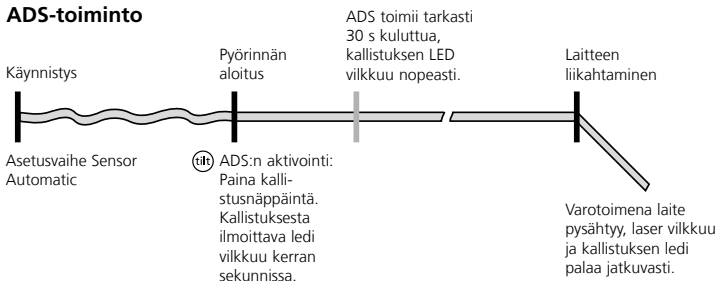 ADS-toiminto
Käynnistys
Pyörinnän
aloitus
ADS toimii tarkasti
30 s kuluttua,
kallistuksen LED
vilkkuu nopeasti.
Laitteen
liikahtaminen
Asetusvaihe Sensor
Automatic
tilt
ADS:n aktivointi:
Paina kalli-
stusnäppäintä.
Kallistuksesta
ilmoittava ledi
vilkkuu kerran
sekunnissa.
Varotoimena laite
pysähtyy, laser vilkkuu
ja kallistuksen ledi
palaa jatkuvasti.